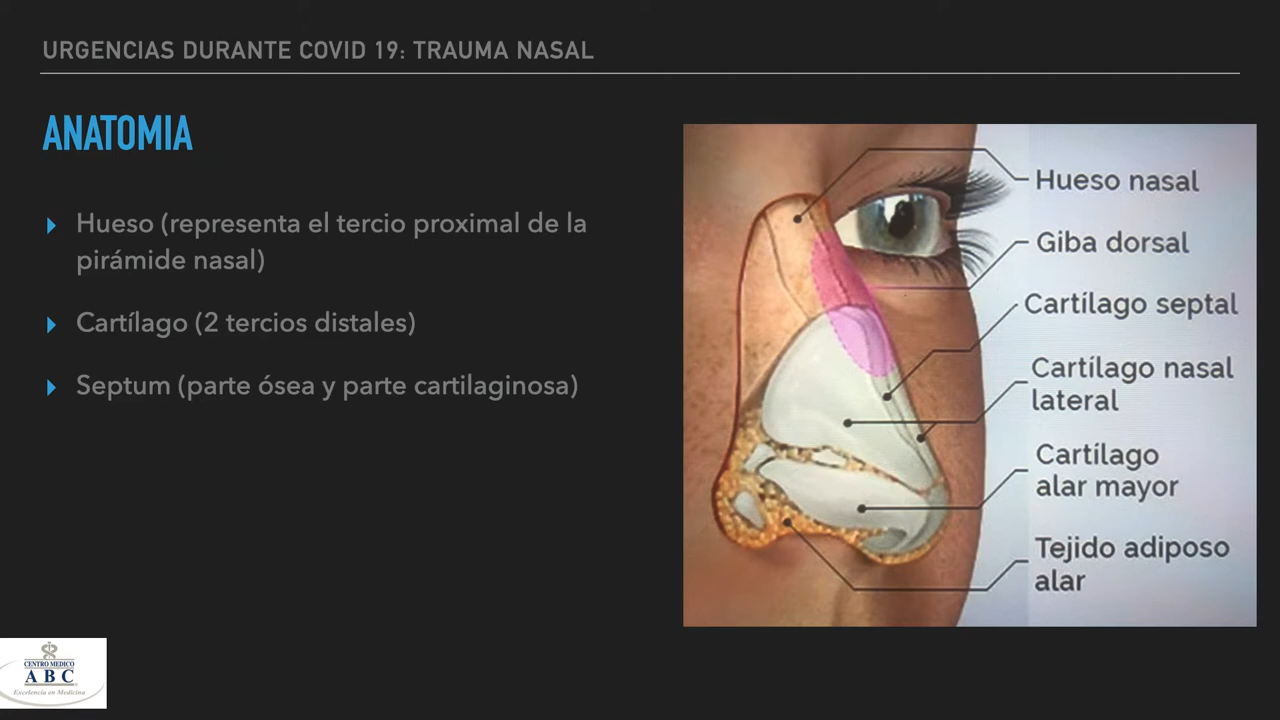 URGENCIAS DURANTE COVID 19: TRAUMA NASAL
ANATOMIA
Hueso (representa el tercio proximal de la
pirámide nasal)
Cartílago (2 tercios distales)
Septum (parte ósea y parte cartilaginosa)
Hueso nasal
Giba dorsal
Cartílago septal
Cartílago nasal
lateral
Cartílago
alar mayor
Tejido adiposo
alar
CENTRO MEDICO
ABC
Excelencia en Medicina